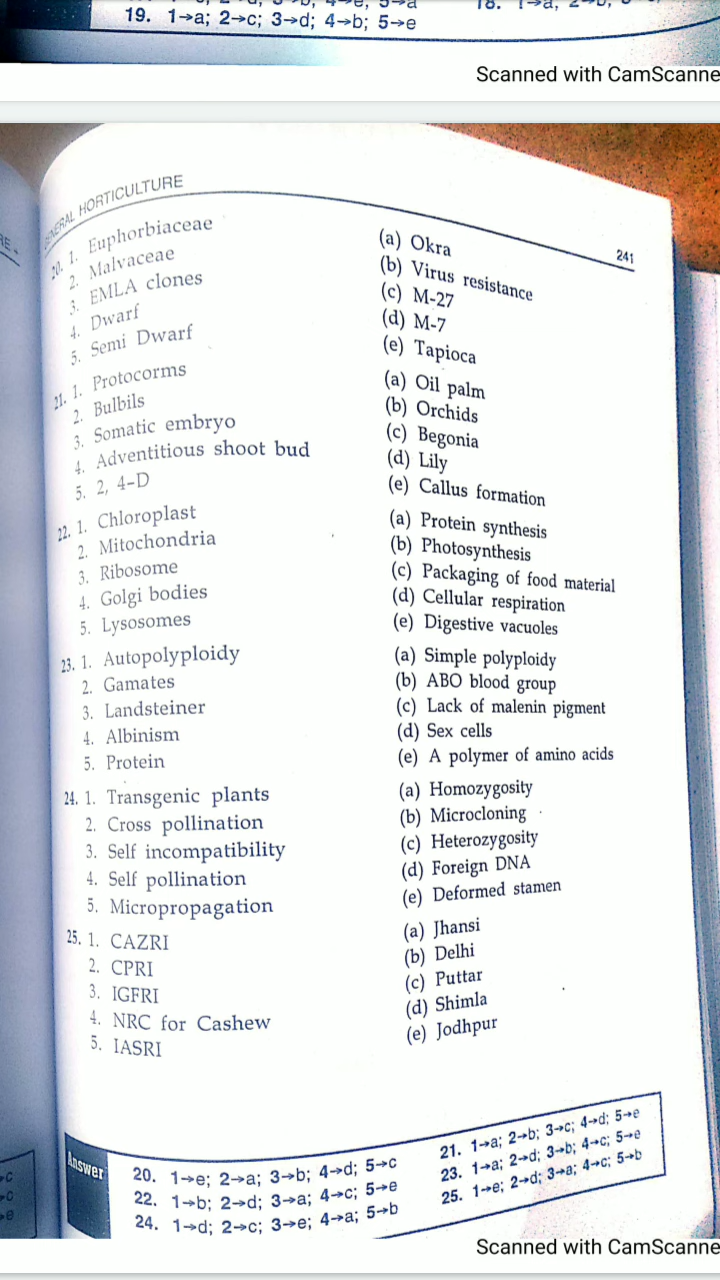 19. 1→a; 2→c; 3→d; 4→b; 5→e
Scanned with CamScanne
GENERAL HORTICULTURE
241
20. 1. Euphorbiaceae (a) Okra
2. Malvaceae (b) Virus resistance
3. EMLA clones (c) M-27
4. Dwarf (d) M-7
5. Semi Dwarf (e) Tapioca
21. 1. Protocorms (a) Oil palm
2. Bulbils (b) Orchids
3. Somatic embryo (c) Begonia
4. Adventitious shoot bud (d) Lily
5. 2, 4-D (e) Callus formation
22. 1. Chloroplast (a) Protein synthesis
2. Mitochondria (b) Photosynthesis
3. Ribosome (c) Packaging of food material
4. Golgi bodies (d) Cellular respiration
5. Lysosomes (e) Digestive vacuoles
23. 1. Autopolyploidy (a) Simple polyploidy
2. Gamates (b) ABO blood group
3. Landsteiner (c) Lack of malenin pigment
4. Albinism (d) Sex cells
5. Protein (e) A polymer of amino acids
24. 1. Transgenic plants (a) Homozygosity
2. Cross pollination (b) Microcloning
3. Self incompatibility (c) Heterozygosity
4. Self pollination (d) Foreign DNA
5. Micropropagation (e) Deformed stamen
25. 1. CAZRI (a) Jhansi
2. CPRI (b) Delhi
3. IGFRI (c) Puttar
4. NRC for Cashew (d) Shimla
5. IASRI (e) Jodhpur
Answer
20. 1→e; 2→a; 3→b; 4→d; 5→c 21. 1→a; 2→b; 3→c; 4→d; 5→e
22. 1→b; 2→d; 3→a; 4→c; 5→e 23. 1→a; 2→d; 3→b; 4→c; 5→e
24. 1→d; 2→c; 3→e; 4→a; 5→b 25. 1→e; 2→d; 3→a; 4→c; 5→b
Scanned with CamScanne